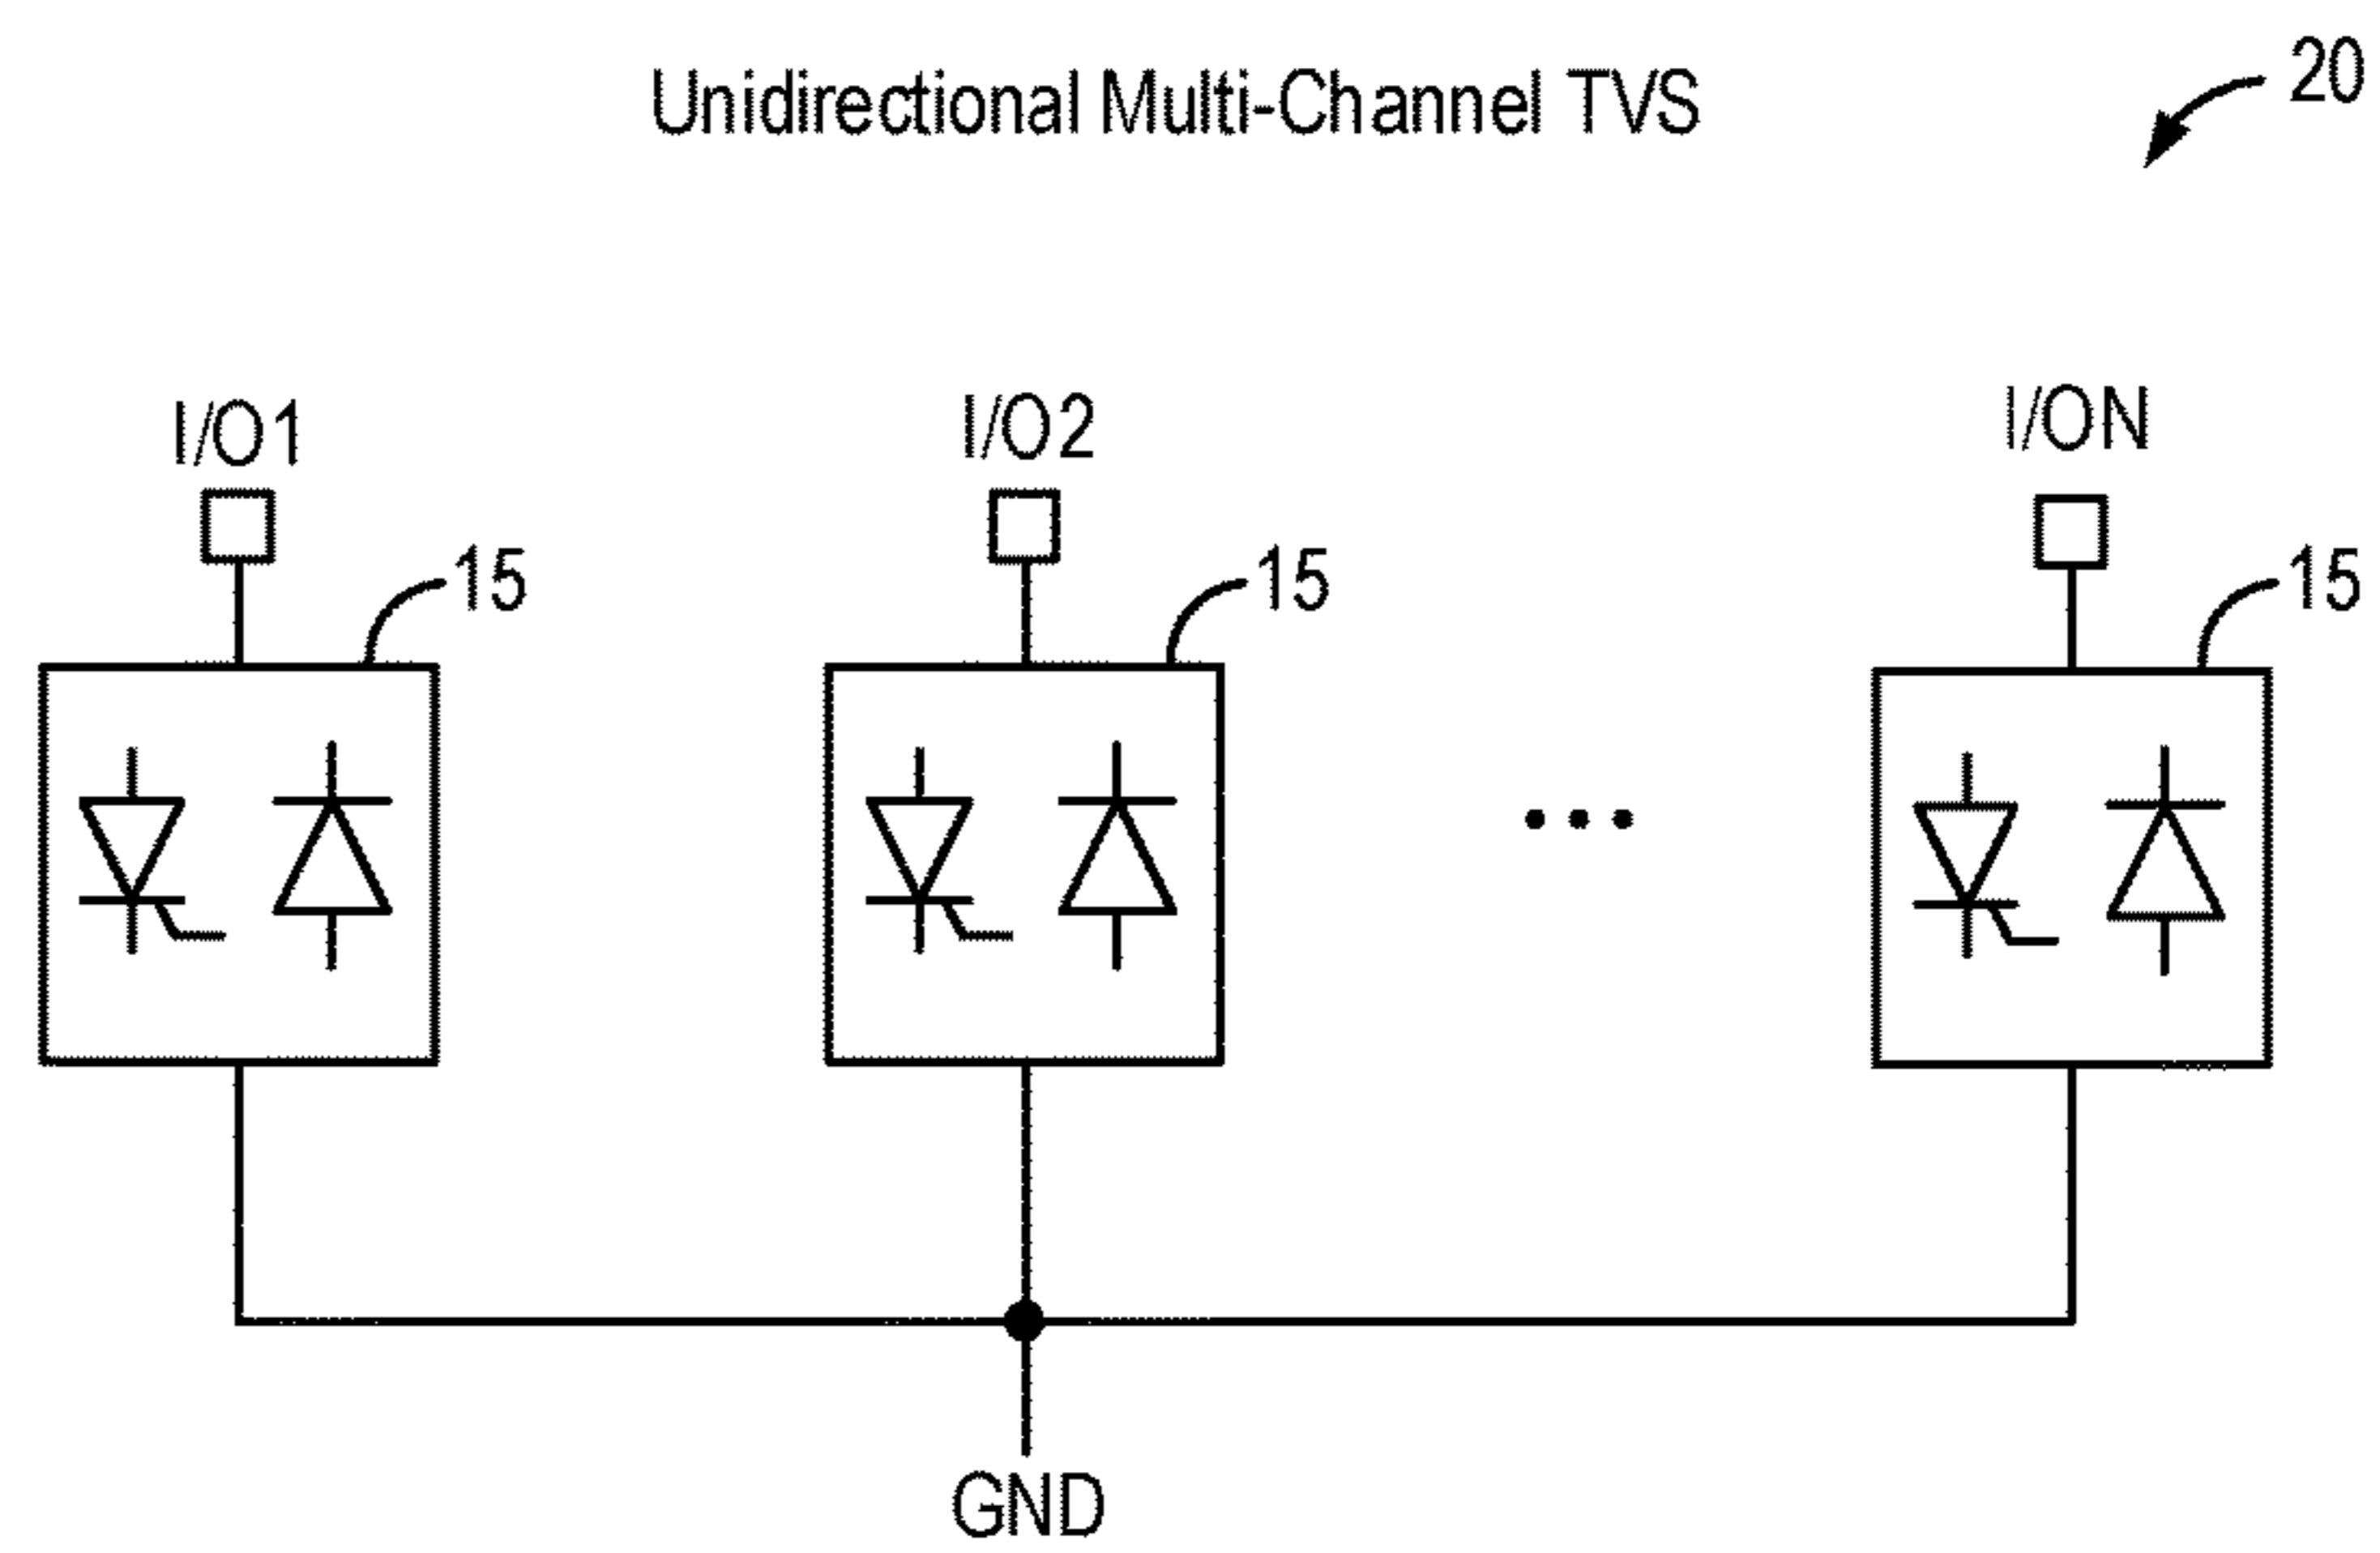 Unidirectional Multi-Channel TVS
20
I/O1
I/O2
I/ON
15
15
15
GND